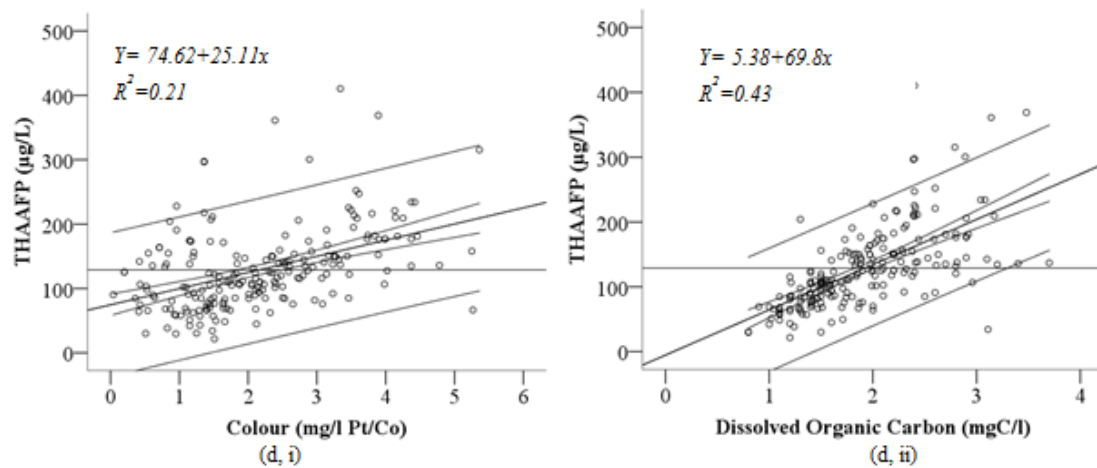 500
400
300
200
100
0
THAAFP (µg/L)
Y= 74.62+25.11x
R²=0.21
0 1 2 3 4 5 6
Colour (mg/l Pt/Co)
(d, i)
500
400
300
200
100
0
THAAFP (µg/L)
Y= 5.38+69.8x
R²=0.43
0 1 2 3 4
Dissolved Organic Carbon (mgC/l)
(d, ii)